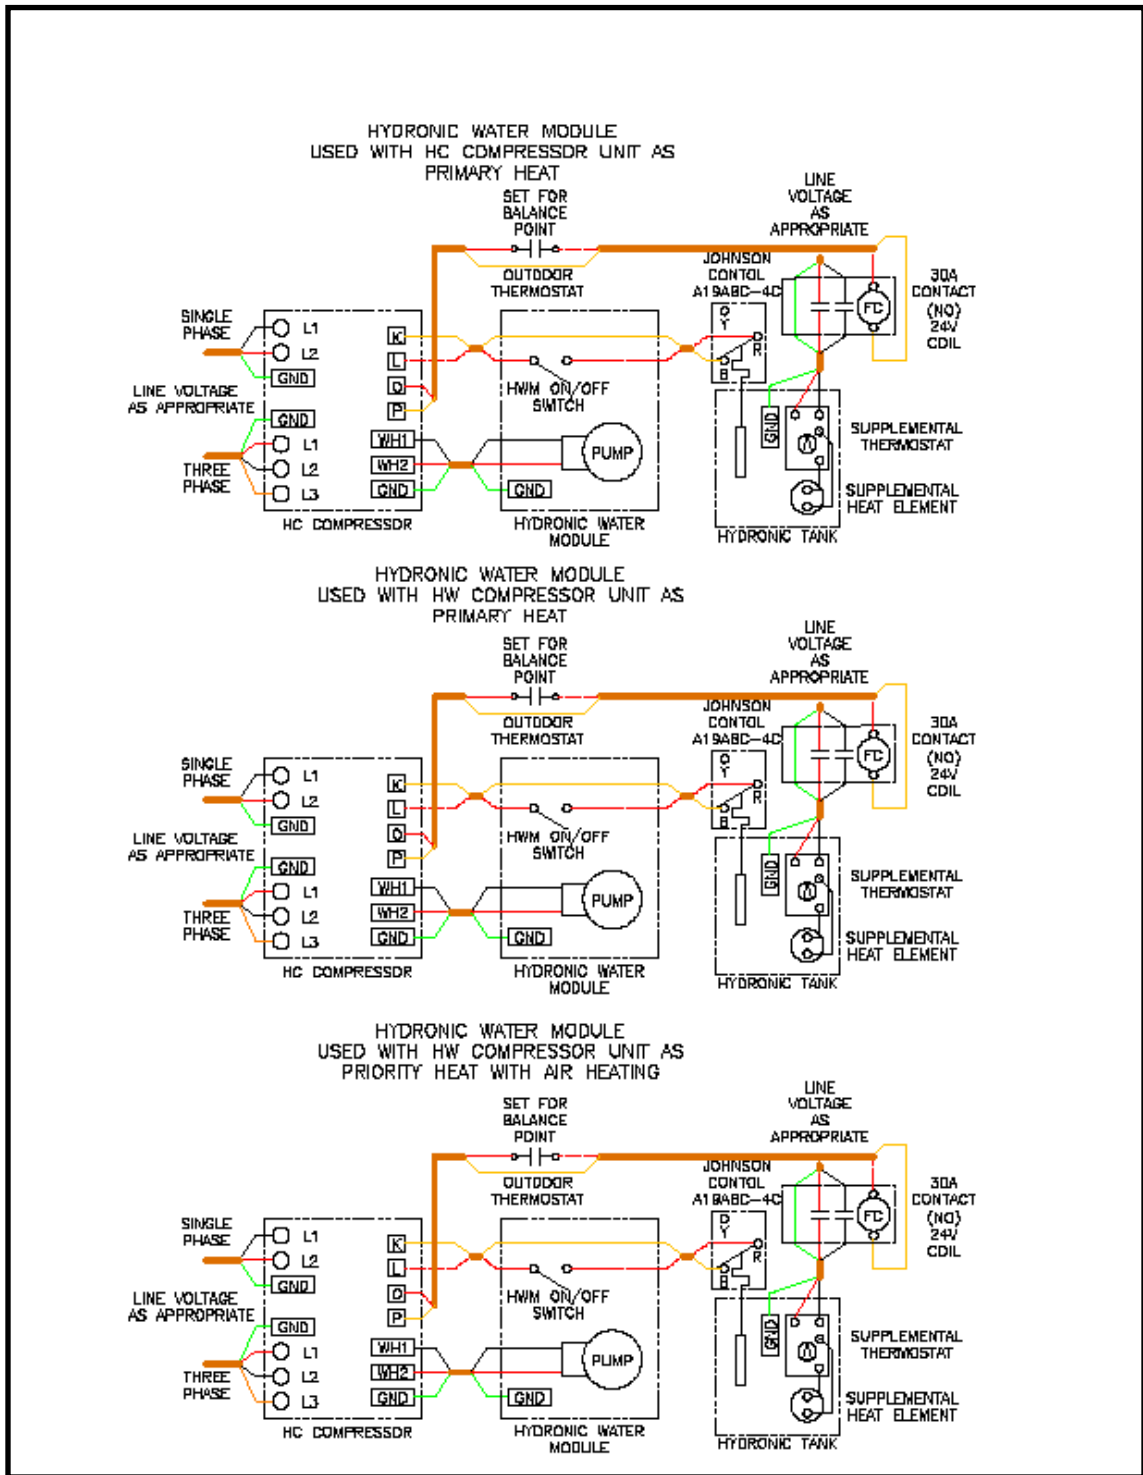 HYDRONIC WATER MODULE
USED WITH HC COMPRESSOR UNIT AS
PRIMARY HEAT
SET FOR
BALANCE
POINT
OUTDOOR
THERMOSTAT
LINE
VOLTAGE
AS
APPROPRIATE
JOHNSON
CONTOL
A19ABC-4C
O
Y
R
B
FC
30A
CONTACT
(NO)
24V
COIL
SINGLE
PHASE
L1
L2
GND
LINE VOLTAGE
AS APPROPRIATE
GND
L1
L2
L3
THREE
PHASE
K
L
O
P
WH1
WH2
GND
HC COMPRESSOR
HWM ON/OFF
SWITCH
PUMP
GND
HYDRONIC WATER
MODULE
GND
SUPPLEMENTAL
THERMOSTAT
SUPPLEMENTAL
HEAT ELEMENT
HYDRONIC TANK
HYDRONIC WATER MODULE
USED WITH HW COMPRESSOR UNIT AS
PRIMARY HEAT
SET FOR
BALANCE
POINT
OUTDOOR
THERMOSTAT
LINE
VOLTAGE
AS
APPROPRIATE
JOHNSON
CONTOL
A19ABC-4C
O
Y
R
B
FC
30A
CONTACT
(NO)
24V
COIL
SINGLE
PHASE
L1
L2
GND
LINE VOLTAGE
AS APPROPRIATE
GND
L1
L2
L3
THREE
PHASE
K
L
O
P
WH1
WH2
GND
HC COMPRESSOR
HWM ON/OFF
SWITCH
PUMP
GND
HYDRONIC WATER
MODULE
GND
SUPPLEMENTAL
THERMOSTAT
SUPPLEMENTAL
HEAT ELEMENT
HYDRONIC TANK
HYDRONIC WATER MODULE
USED WITH HW COMPRESSOR UNIT AS
PRIORITY HEAT WITH AIR HEATING
SET FOR
BALANCE
POINT
OUTDOOR
THERMOSTAT
LINE
VOLTAGE
AS
APPROPRIATE
JOHNSON
CONTOL
A19ABC-4C
O
Y
R
B
FC
30A
CONTACT
(NO)
24V
COIL
SINGLE
PHASE
L1
L2
GND
LINE VOLTAGE
AS APPROPRIATE
GND
L1
L2
L3
THREE
PHASE
K
L
O
P
WH1
WH2
GND
HC COMPRESSOR
HWM ON/OFF
SWITCH
PUMP
GND
HYDRONIC WATER
MODULE
GND
SUPPLEMENTAL
THERMOSTAT
SUPPLEMENTAL
HEAT ELEMENT
HYDRONIC TANK